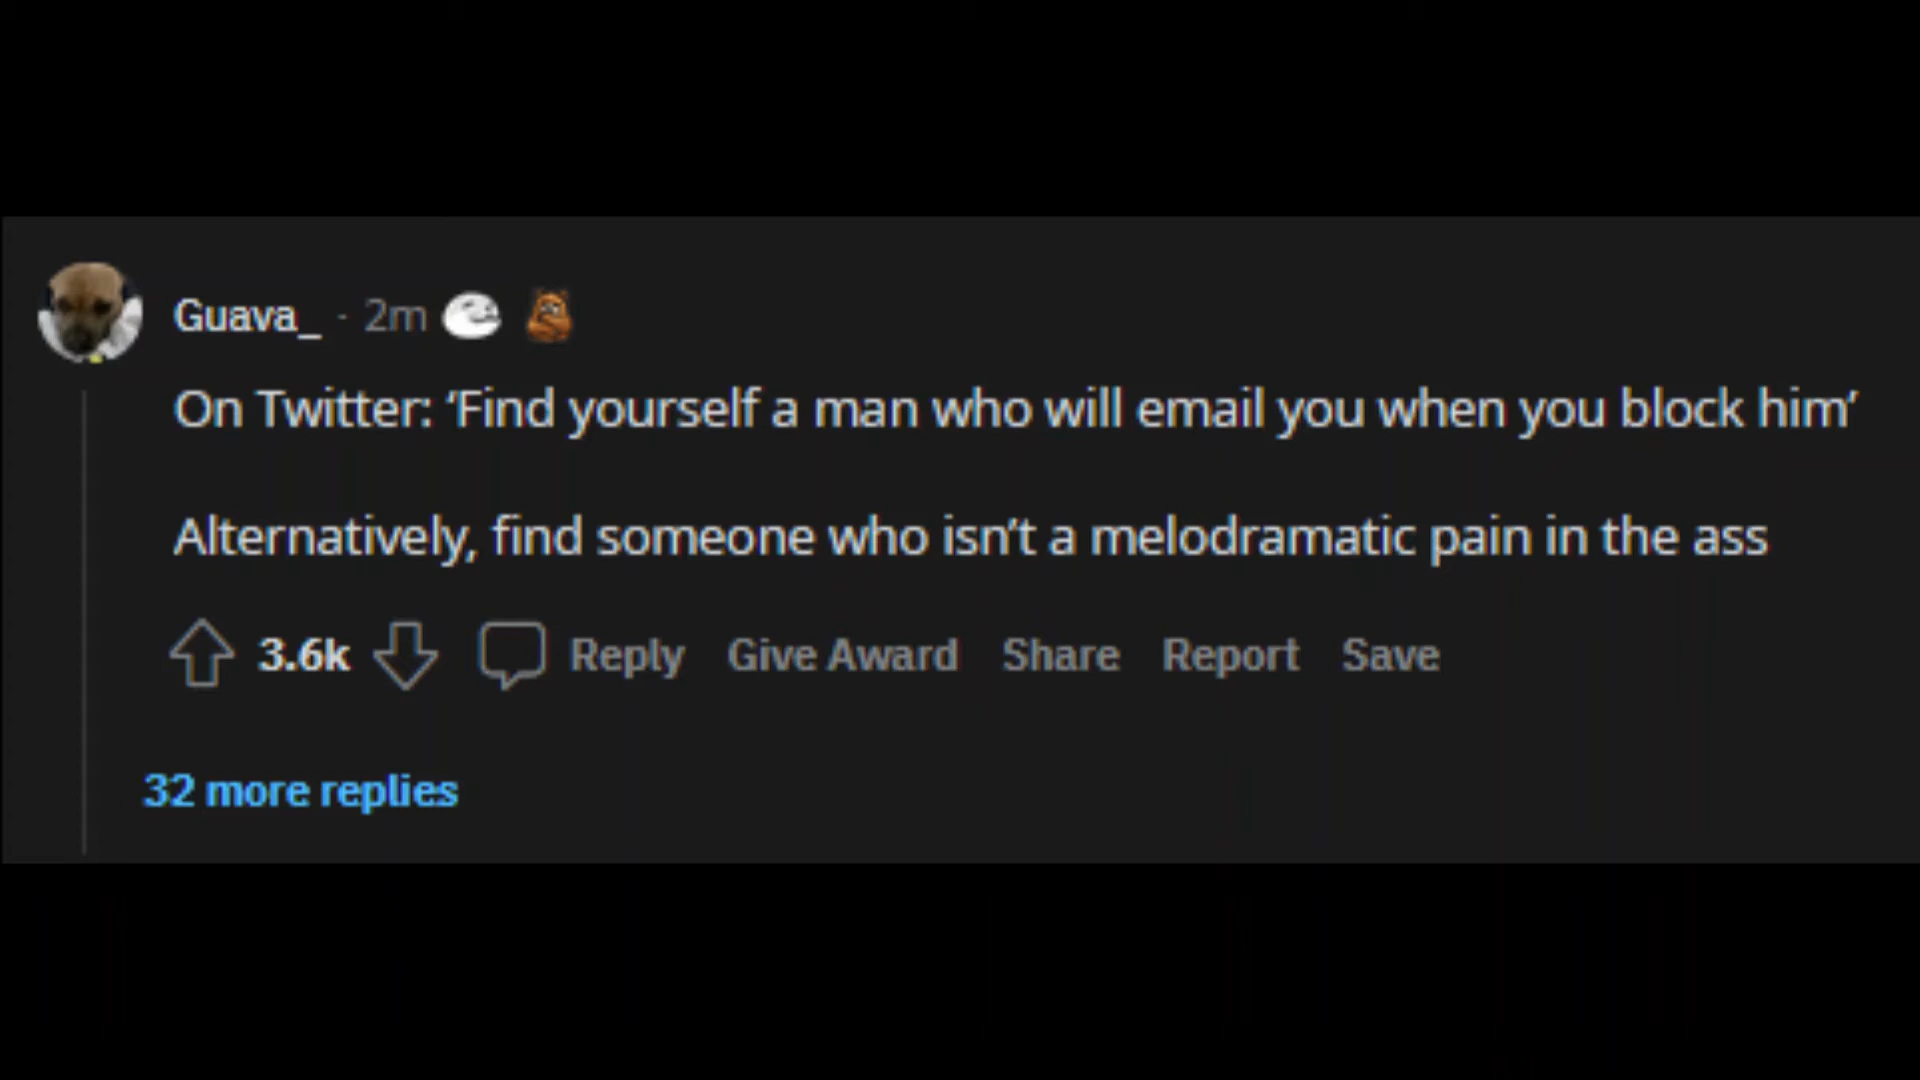 Guava_ · 2m
On Twitter: ‘Find yourself a man who will email you when you block him’
Alternatively, find someone who isn’t a melodramatic pain in the ass
3.6k Reply Give Award Share Report Save
32 more replies